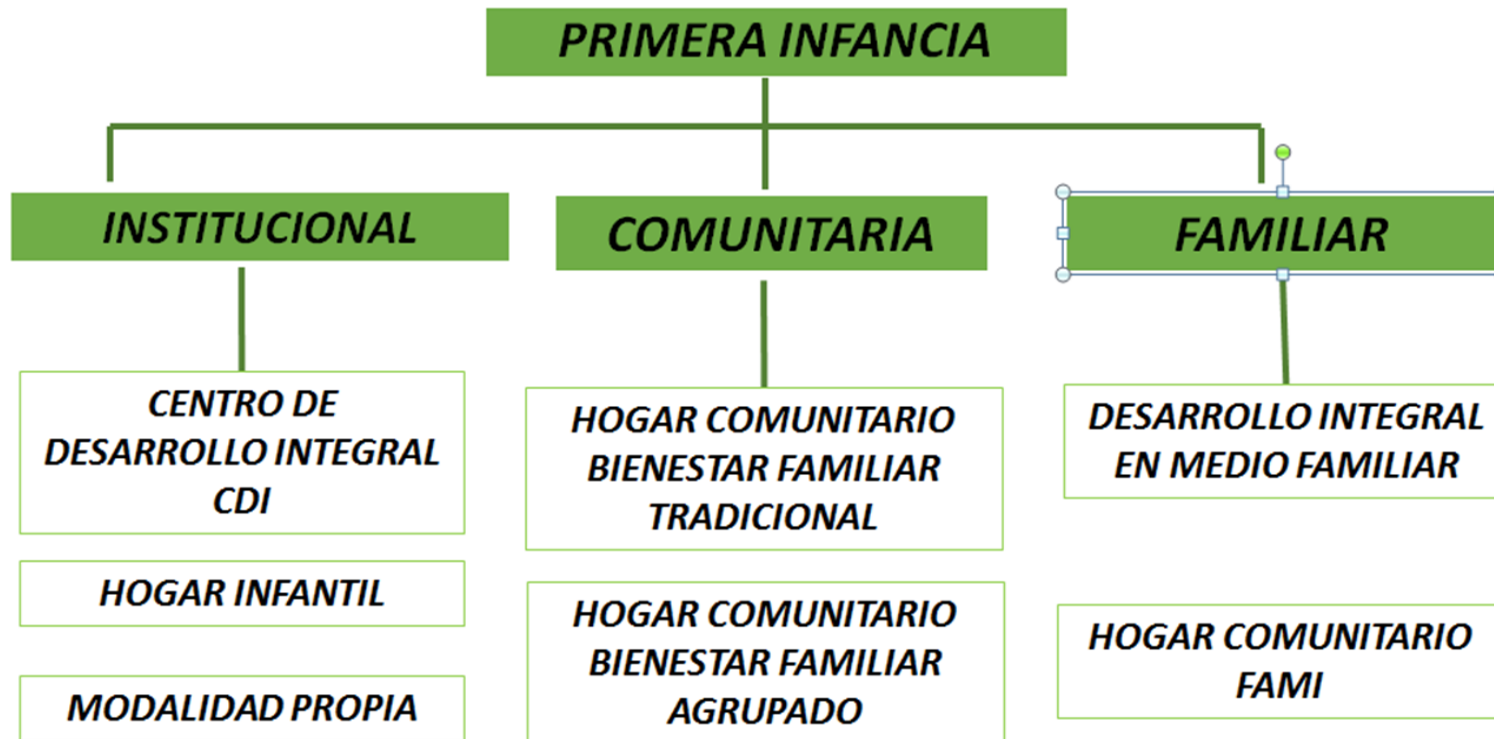 PRIMERA INFANCIA
INSTITUCIONAL
COMUNITARIA
FAMILIAR
CENTRO DE
DESARROLLO INTEGRAL
CDI
HOGAR INFANTIL
MODALIDAD PROPIA
HOGAR COMUNITARIO
BIENESTAR FAMILIAR
TRADICIONAL
HOGAR COMUNITARIO
BIENESTAR FAMILIAR
AGRUPADO
DESARROLLO INTEGRAL
EN MEDIO FAMILIAR
HOGAR COMUNITARIO
FAMI